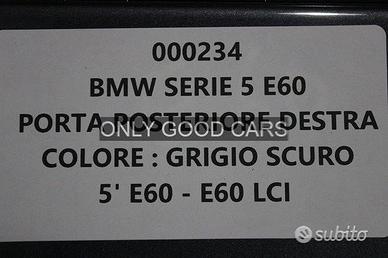 000234
BMW SERIE 5 E60
PORTA POSTERIORE DESTRA
ONLY GOOD CARS
COLORE : GRIGIO SCURO
5' E60 - E60 LCI
subito